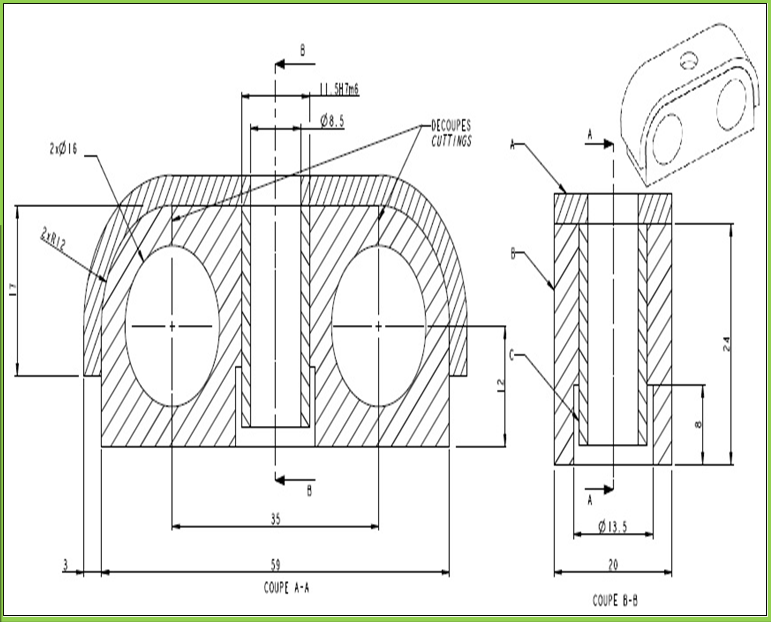 B
11.5H7m6
Ø8.5
DECOUPES
CUTTINGS
2xØ16
2xR12
17
12
B
35
3
59
COUPE A-A
A
A
B
C
24
8
A
Ø13.5
20
COUPE B-B